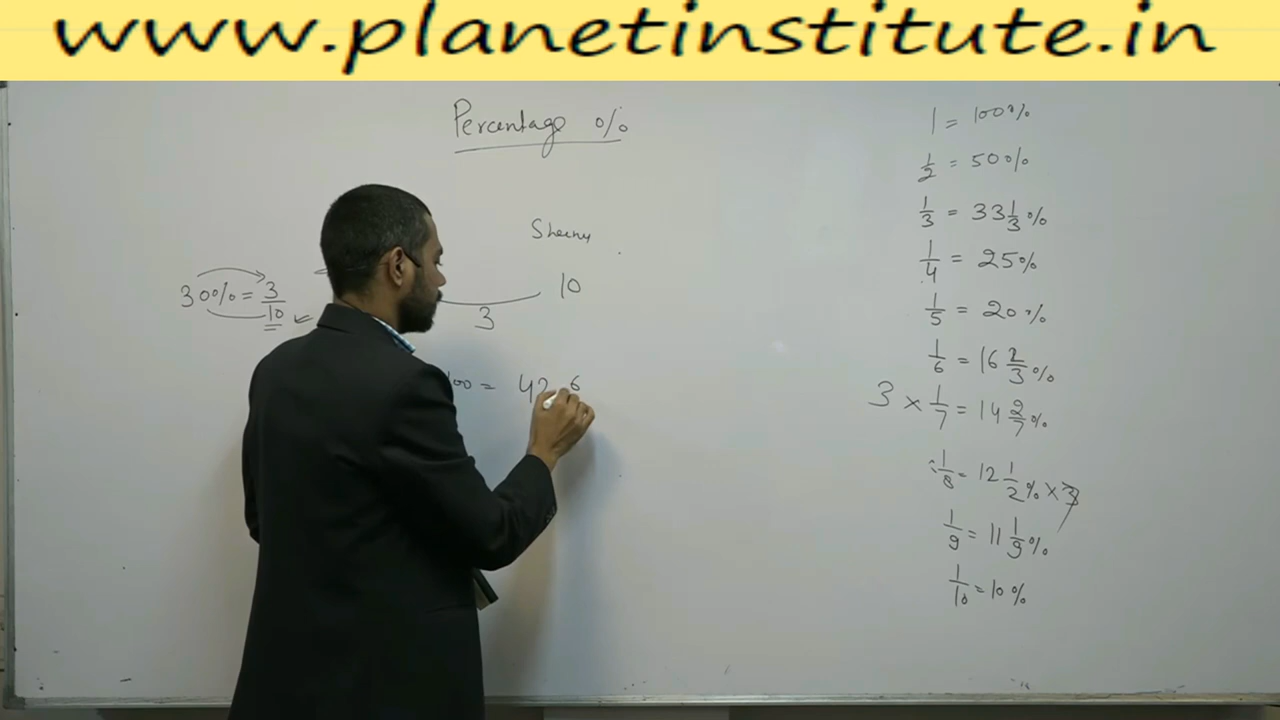 www.planetinstitute.in
Percentage %
30% = 3/10
10
3
100 = 42 6
1 = 100%
1/2 = 50%
1/3 = 33 1/3 %
1/4 = 25%
1/5 = 20%
1/6 = 16 2/3 %
3 × 1/7 = 14 2/7 %
1/8 = 12 1/2 % × 3
1/9 = 11 1/9 %
1/10 = 10%